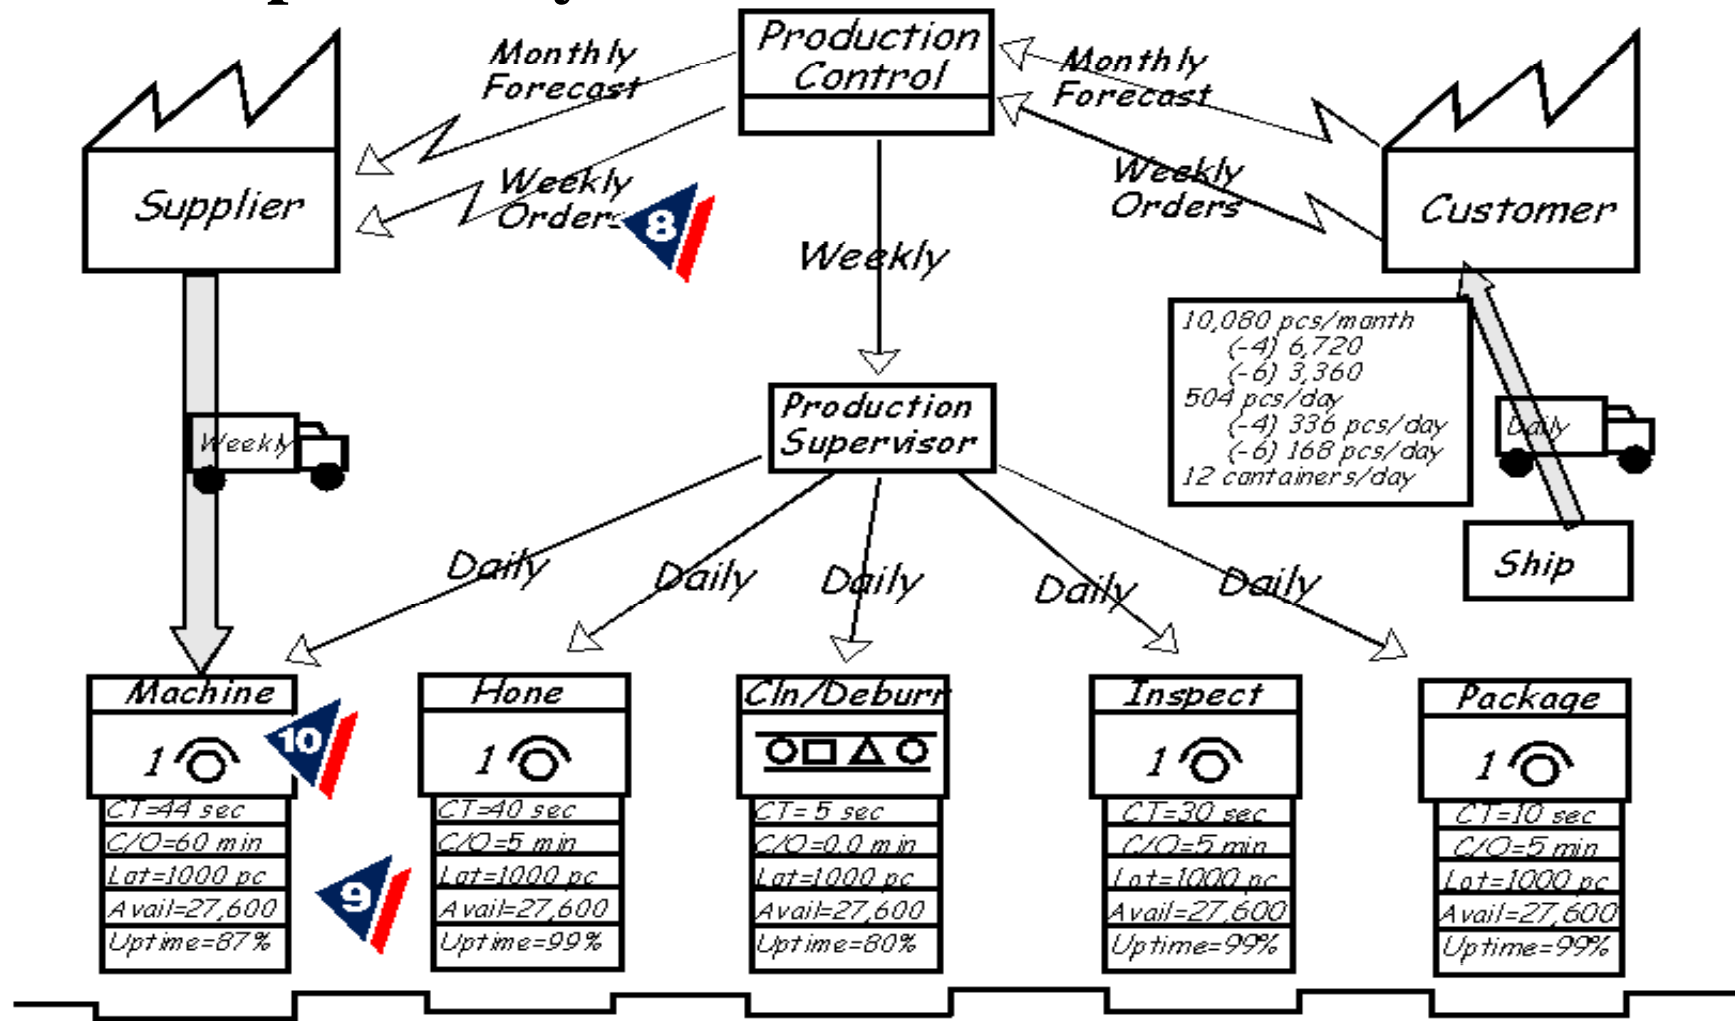 Production
Control
Monthly
Forecast
Monthly
Forecast
Weekly
Orders
8
Weekly
Orders
Supplier
Customer
Weekly
10,080 pcs/month
(-4) 6,720
(-6) 3,360
504 pcs/day
(-4) 336 pcs/day
(-6) 168 pcs/day
12 containers/day
Production
Supervisor
Weekly
Daily
Ship
Daily
Daily
Daily
Daily
Daily
Machine
1
10
CT=44 sec
C/O=60 min
Lot=1000 pc
Avail=27,600
Uptime=87%
9
Hone
1
CT=40 sec
C/O=5 min
Lot=1000 pc
Avail=27,600
Uptime=99%
Cln/Deburr
CT= 5 sec
C/O=0.0 min
Lot=1000 pc
Avail=27,600
Uptime=80%
Inspect
1
CT=30 sec
C/O=5 min
Lot=1000 pc
Avail=27,600
Uptime=99%
Package
1
CT=10 sec
C/O=5 min
Lot=1000 pc
Avail=27,600
Uptime=99%